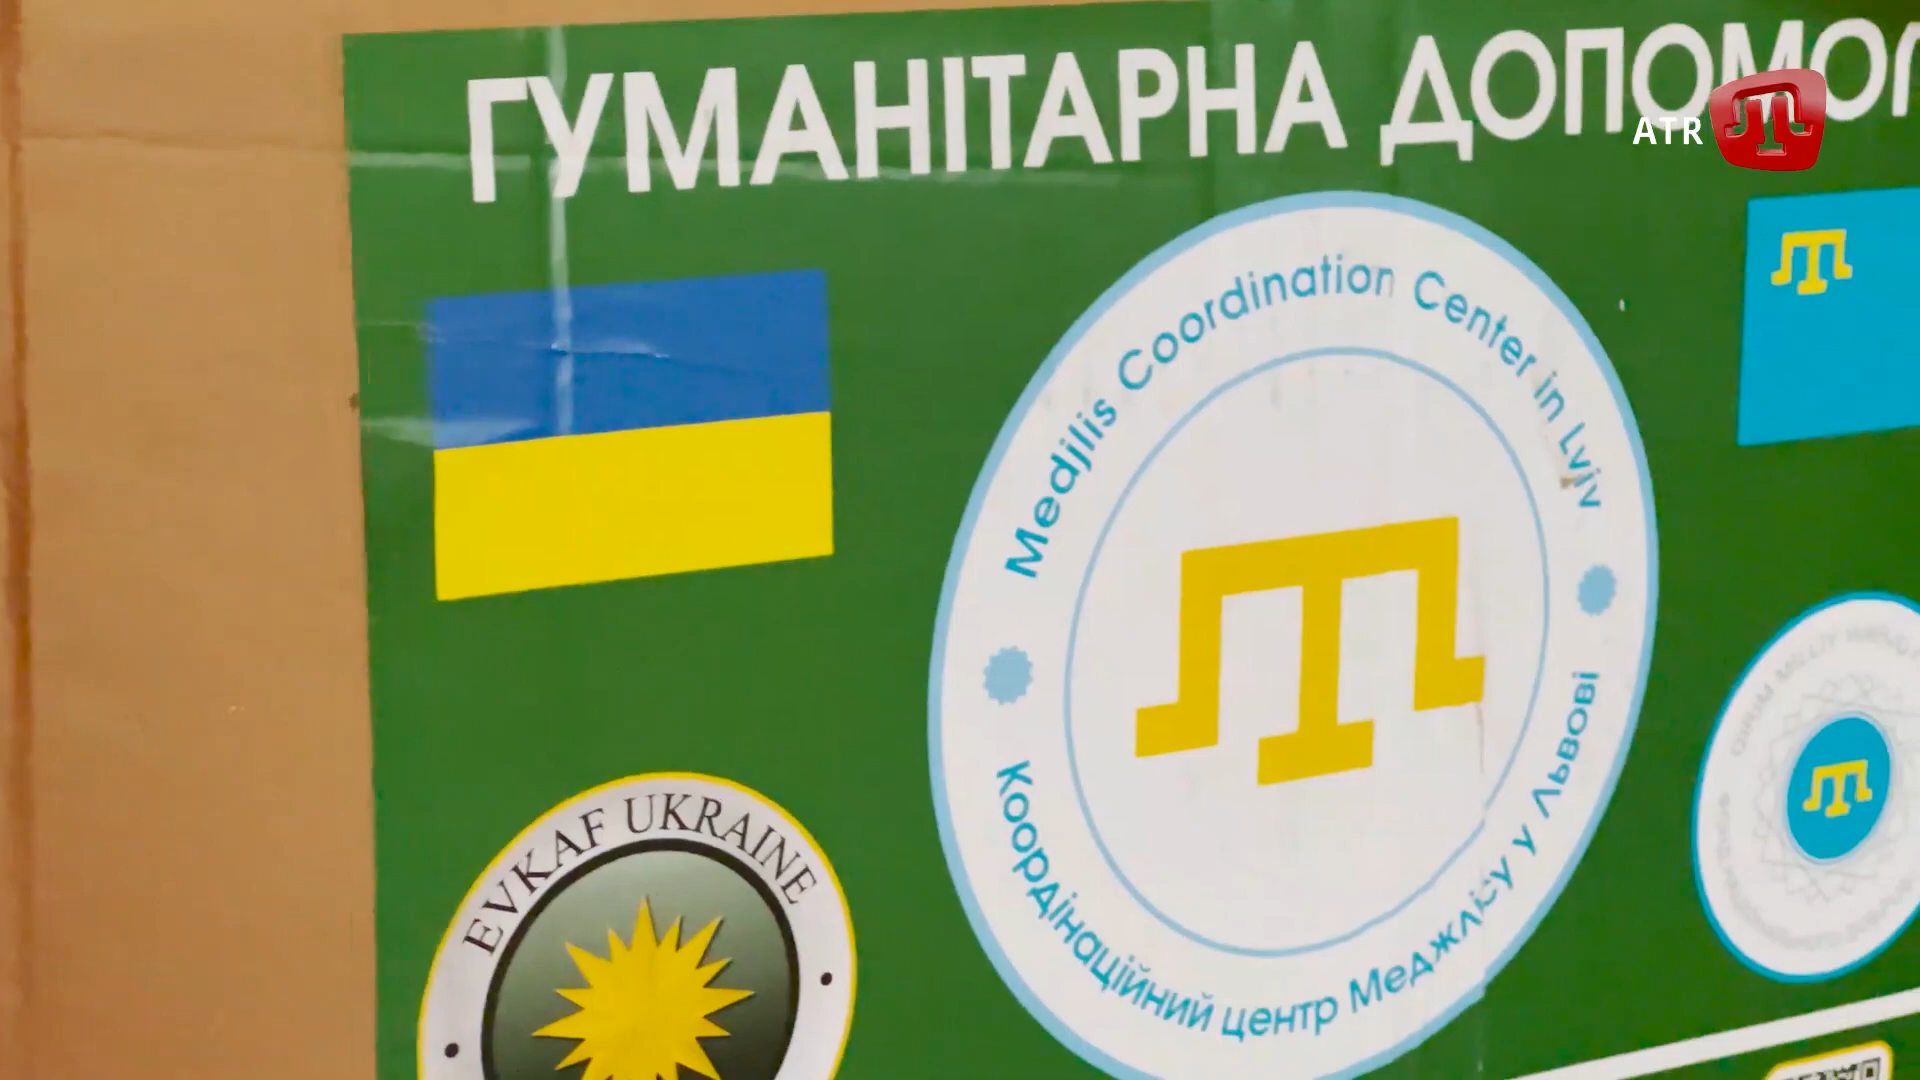 ГУМАНІТАРНА ДОПОМОГ
ATR
Medjlis Coordination Center in Lviv
Координаційний центр Меджлісу у Львові
EVKAF UKRAINE